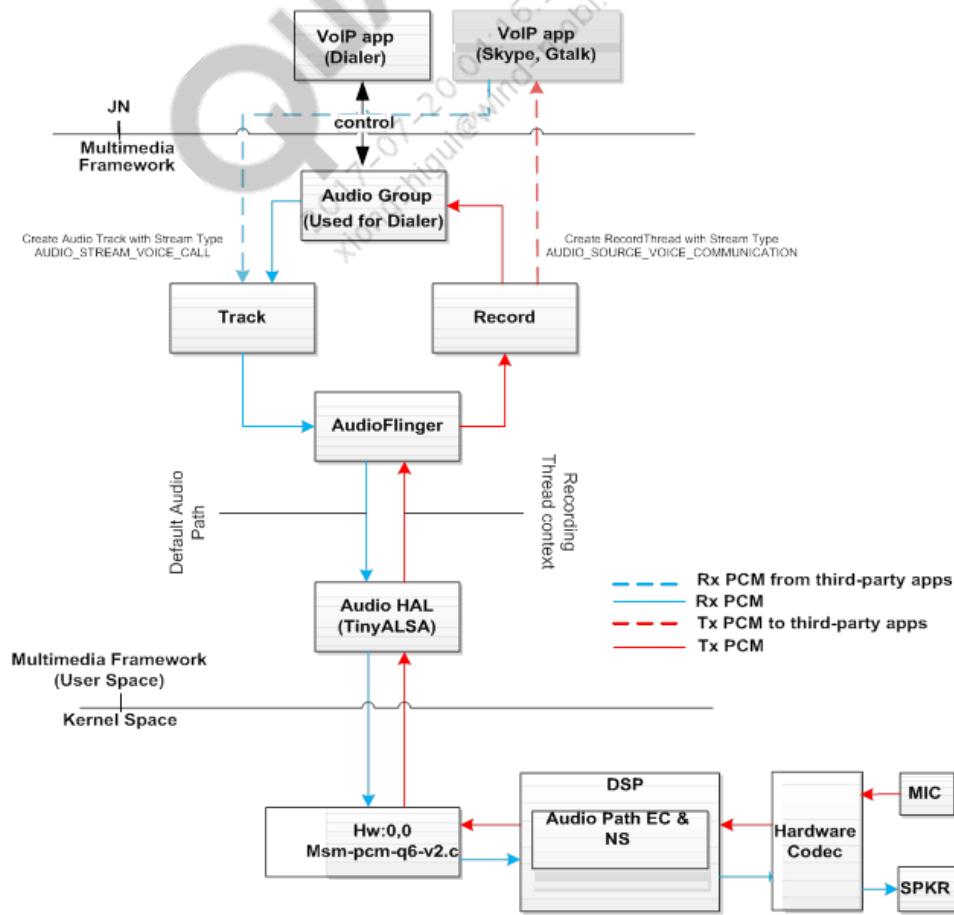 VoIP app
(Dialer)
VoIP app
(Skype, Gtalk)
JN
control
Multimedia
Framework
Audio Group
(Used for Dialer)
Create Audio Track with Stream Type
AUDIO_STREAM_VOICE_CALL
Create RecordThread with Stream Type
AUDIO_SOURCE_VOICE_COMMUNICATION
Track
Record
AudioFlinger
Default Audio
Path
Recording
Thread context
Audio HAL
(TinyALSA)
Rx PCM from third-party apps
Rx PCM
Tx PCM to third-party apps
Tx PCM
Multimedia Framework
(User Space)
Kernel Space
Hw:0,0
Msm-pcm-q6-v2.c
DSP
Audio Path EC &
NS
Hardware
Codec
MIC
SPKR